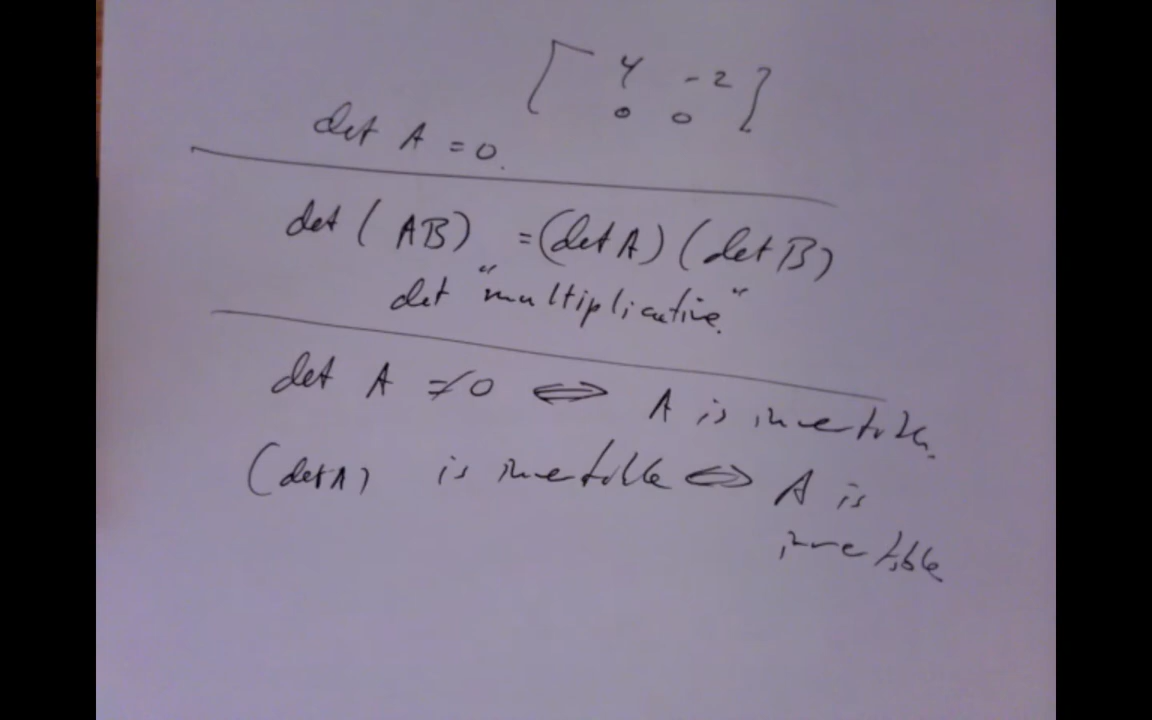 [ 4 -2 ]
0 0
det A = 0.
det ( AB) = (det A) ( det B)
det "multiplicative".
det A ≠ 0 ⟺ A is invertible.
(det A) is invertible ⟺ A is
invertible